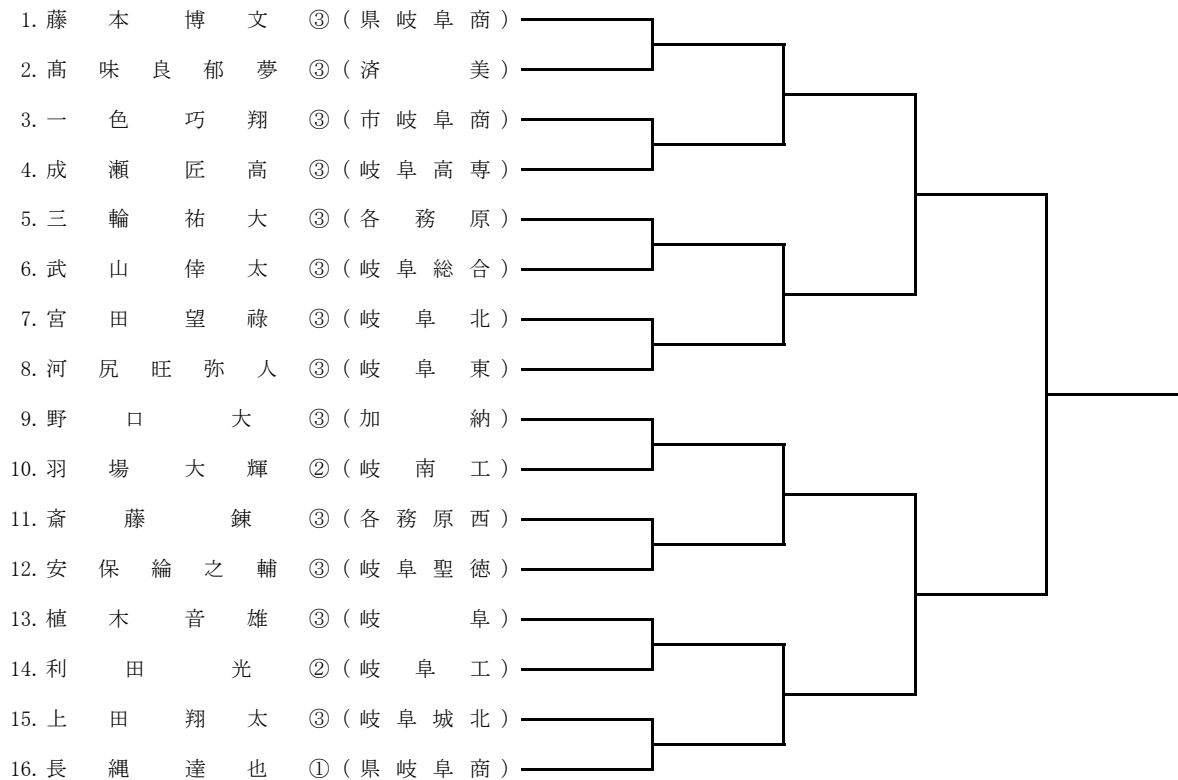 1. 藤本博文 ③ (県岐阜商)
2. 髙味良郁夢 ③ (済美)
3. 一色巧翔 ③ (市岐阜商)
4. 成瀬匠高 ③ (岐阜高専)
5. 三輪祐大 ③ (各務原)
6. 武山倖太 ③ (岐阜総合)
7. 宮田望祿 ③ (岐阜北)
8. 河尻旺弥人 ③ (岐阜東)
9. 野口大 ③ (加納)
10. 羽場大輝 ② (岐南工)
11. 斎藤錬 ③ (各務原西)
12. 安保綸之輔 ③ (岐阜聖徳)
13. 植木音雄 ③ (岐阜)
14. 利田光 ② (岐阜工)
15. 上田翔太 ③ (岐阜城北)
16. 長縄達也 ① (県岐阜商)